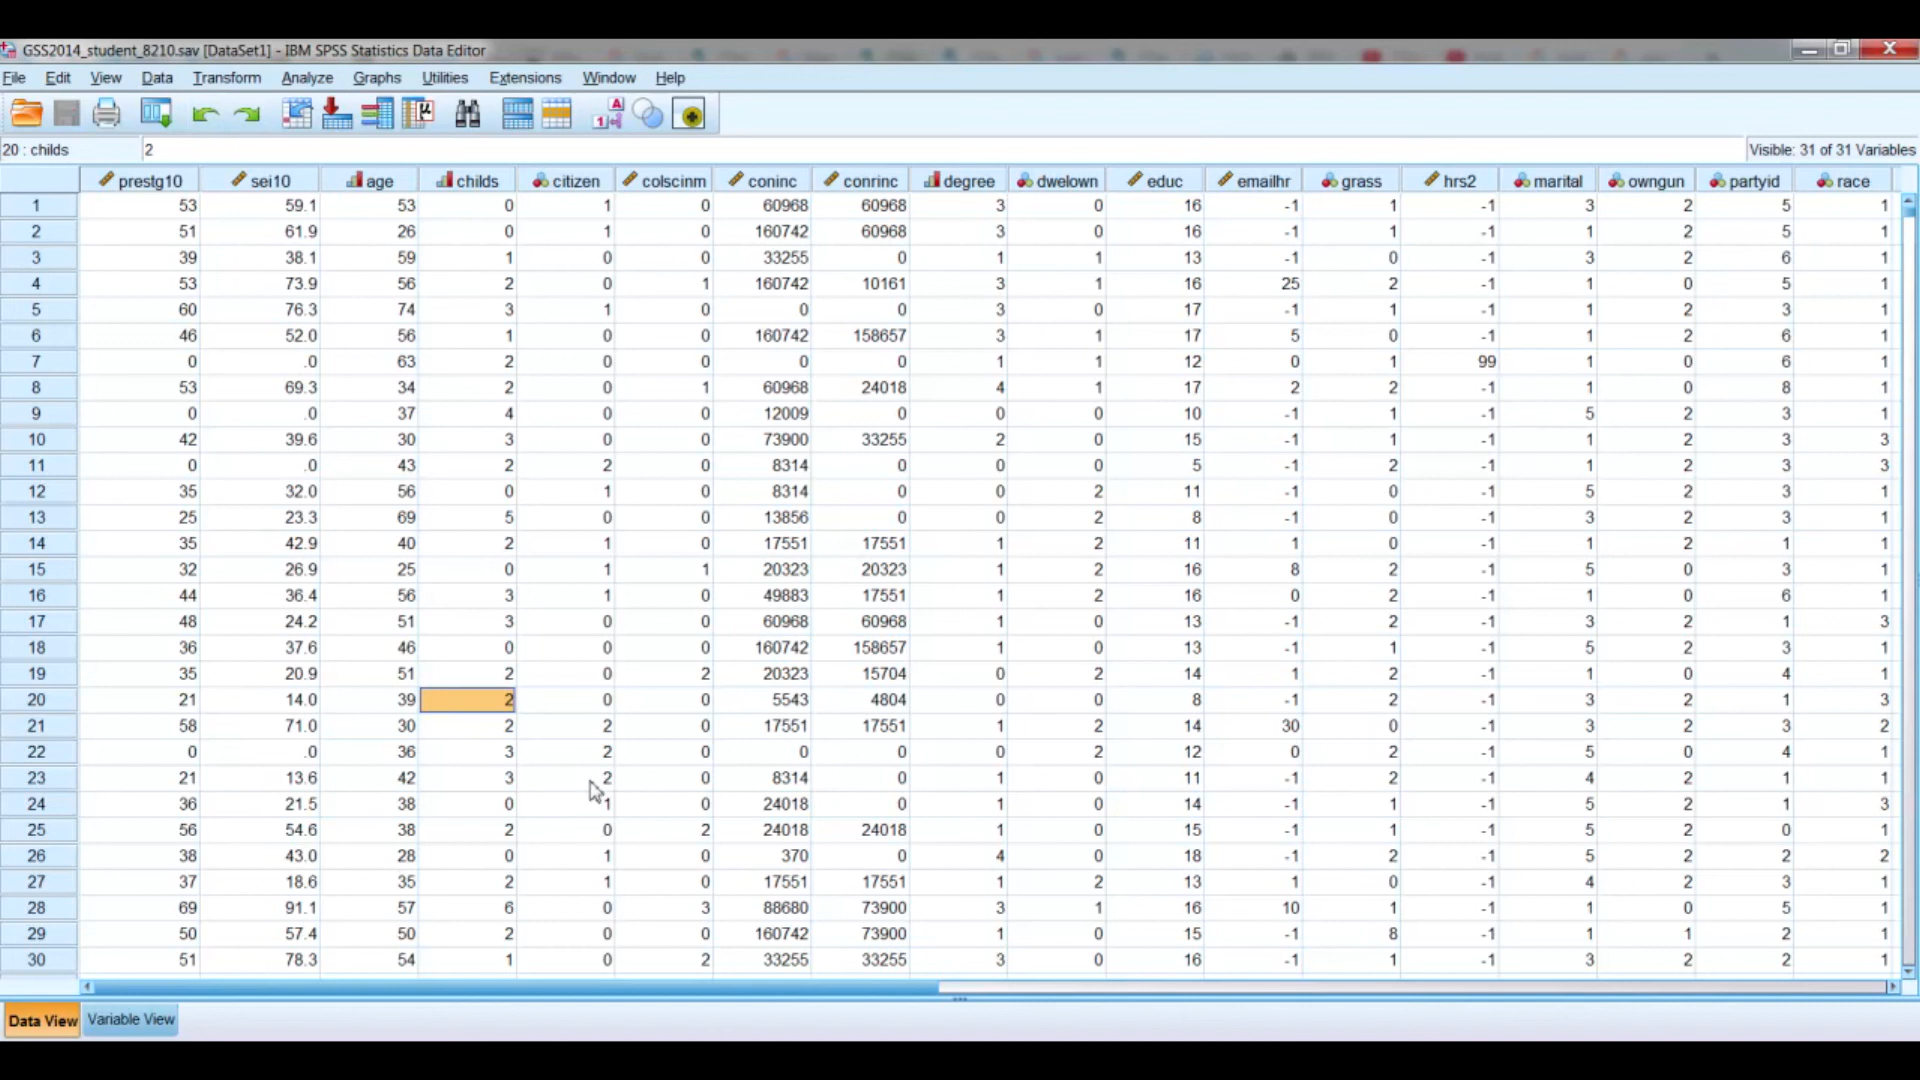 GSS2014_student_8210.sav [DataSet1] - IBM SPSS Statistics Data Editor
File Edit View Data Transform Analyze Graphs Utilities Extensions Window Help
20 : childs 2 Visible: 31 of 31 Variables
prestg10 sei10 age childs citizen colscinm coninc conrinc degree dwelown educ emailhr grass hrs2 marital owngun partyid race
1 53 59.1 53 0 1 0 60968 60968 3 0 16 -1 1 -1 3 2 5 1
2 51 61.9 26 0 1 0 160742 60968 3 0 16 -1 1 -1 1 2 5 1
3 39 38.1 59 1 0 0 33255 0 1 1 13 -1 0 -1 3 2 6 1
4 53 73.9 56 2 0 1 160742 10161 3 1 16 25 2 -1 1 0 5 1
5 60 76.3 74 3 1 0 0 0 3 0 17 -1 1 -1 1 2 3 1
6 46 52.0 56 1 0 0 160742 158657 3 1 17 5 0 -1 1 2 6 1
7 0 .0 63 2 0 0 0 0 1 1 12 0 1 99 1 0 6 1
8 53 69.3 34 2 0 1 60968 24018 4 1 17 2 2 -1 1 0 8 1
9 0 .0 37 4 0 0 12009 0 0 0 10 -1 1 -1 5 2 3 1
10 42 39.6 30 3 0 0 73900 33255 2 0 15 -1 1 -1 1 2 3 3
11 0 .0 43 2 2 0 8314 0 0 0 5 -1 2 -1 1 2 3 3
12 35 32.0 56 0 1 0 8314 0 0 2 11 -1 0 -1 5 2 3 1
13 25 23.3 69 5 0 0 13856 0 0 2 8 -1 0 -1 3 2 3 1
14 35 42.9 40 2 1 0 17551 17551 1 2 11 1 0 -1 1 2 1 1
15 32 26.9 25 0 1 1 20323 20323 1 2 16 8 2 -1 5 0 3 1
16 44 36.4 56 3 1 0 49883 17551 1 2 16 0 2 -1 1 0 6 1
17 48 24.2 51 3 0 0 60968 60968 1 0 13 -1 2 -1 3 2 1 3
18 36 37.6 46 0 0 0 160742 158657 1 0 13 -1 1 -1 5 2 3 1
19 35 20.9 51 2 0 2 20323 15704 0 2 14 1 2 -1 1 0 4 1
20 21 14.0 39 2 0 0 5543 4804 0 0 8 -1 2 -1 3 2 1 3
21 58 71.0 30 2 2 0 17551 17551 1 2 14 30 0 -1 3 2 3 2
22 0 .0 36 3 2 0 0 0 0 2 12 0 2 -1 5 0 4 1
23 21 13.6 42 3 2 0 8314 0 1 0 11 -1 2 -1 4 2 1 1
24 36 21.5 38 0 1 0 24018 0 1 0 14 -1 1 -1 5 2 1 3
25 56 54.6 38 2 0 2 24018 24018 1 0 15 -1 1 -1 5 2 0 1
26 38 43.0 28 0 1 0 370 0 4 0 18 -1 2 -1 5 2 2 2
27 37 18.6 35 2 1 0 17551 17551 1 2 13 1 0 -1 4 2 3 1
28 69 91.1 57 6 0 3 88680 73900 3 1 16 10 1 -1 1 0 5 1
29 50 57.4 50 2 0 0 160742 73900 1 0 15 -1 8 -1 1 1 2 1
30 51 78.3 54 1 0 2 33255 33255 3 0 16 -1 1 -1 3 2 2 1
Data View Variable View